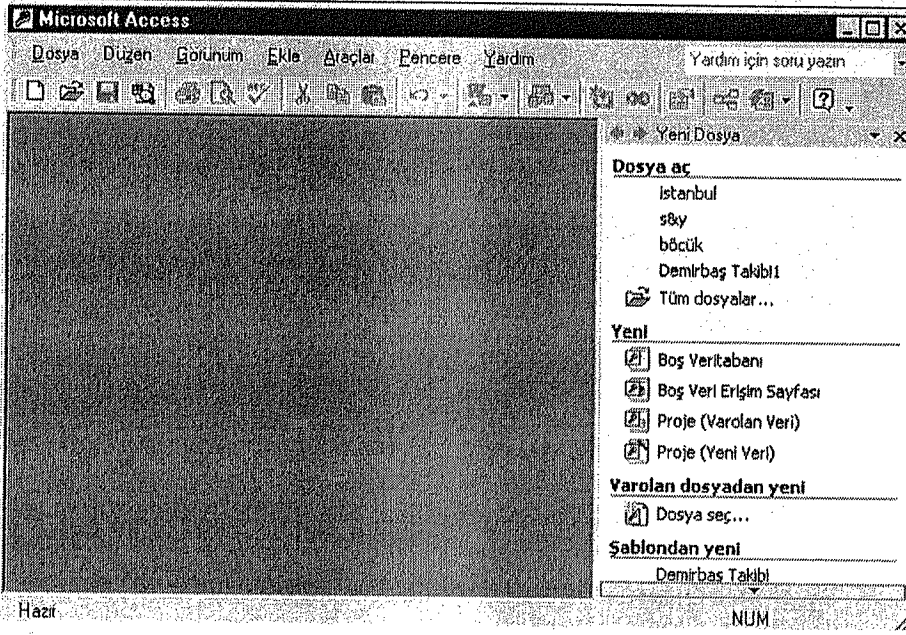 Microsoft Access
Dosya Düzen Görünüm Ekle Araçlar Pencere Yardım
Yardım için soru yazın
Yeni Dosya
Dosya aç
istanbul
s&y
böcük
Demirbaş Takibi1
Tüm dosyalar...
Yeni
Boş Veritabanı
Boş Veri Erişim Sayfası
Proje (Varolan Veri)
Proje (Yeni Veri)
Varolan dosyadan yeni
Dosya seç...
Şablondan yeni
Demirbaş Takibi
Hazır
NUM